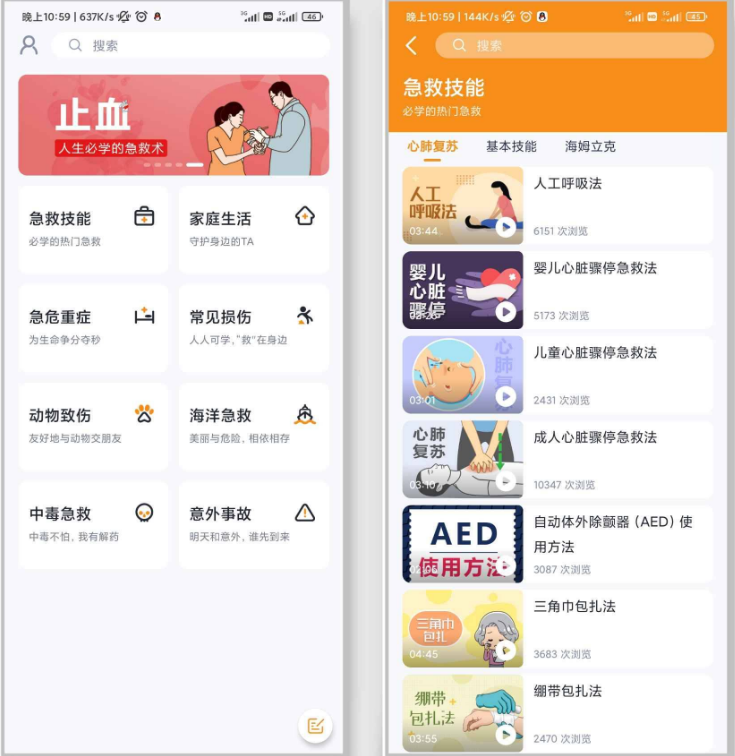 晚上10:59 | 637K/s
5G
HD
5G
46
搜索
止血
人生必学的急救术
急救技能
必学的热门急救
家庭生活
守护身边的TA
急危重症
为生命争分夺秒
常见损伤
人人可学,"救"在身边
动物致伤
友好地与动物交朋友
海洋急救
美丽与危险,相依相存
中毒急救
中毒不怕,我有解药
意外事故
明天和意外,谁先到来
晚上10:59 | 144K/s
5G
HD
5G
45
搜索
急救技能
必学的热门急救
心肺复苏 基本技能 海姆立克
人工
呼吸法
03:44
人工呼吸法
6151 次浏览
婴儿
心脏
骤停
婴儿心脏骤停急救法
5173 次浏览
心肺复苏
03:01
儿童心脏骤停急救法
2431 次浏览
心肺
复苏
03:10
成人心脏骤停急救法
10347 次浏览
AED
使用方法
自动体外除颤器(AED)使
用方法
3087 次浏览
三角巾
包扎
04:45
三角巾包扎法
3683 次浏览
绷带
包扎法
03:55
绷带包扎法
2470 次浏览